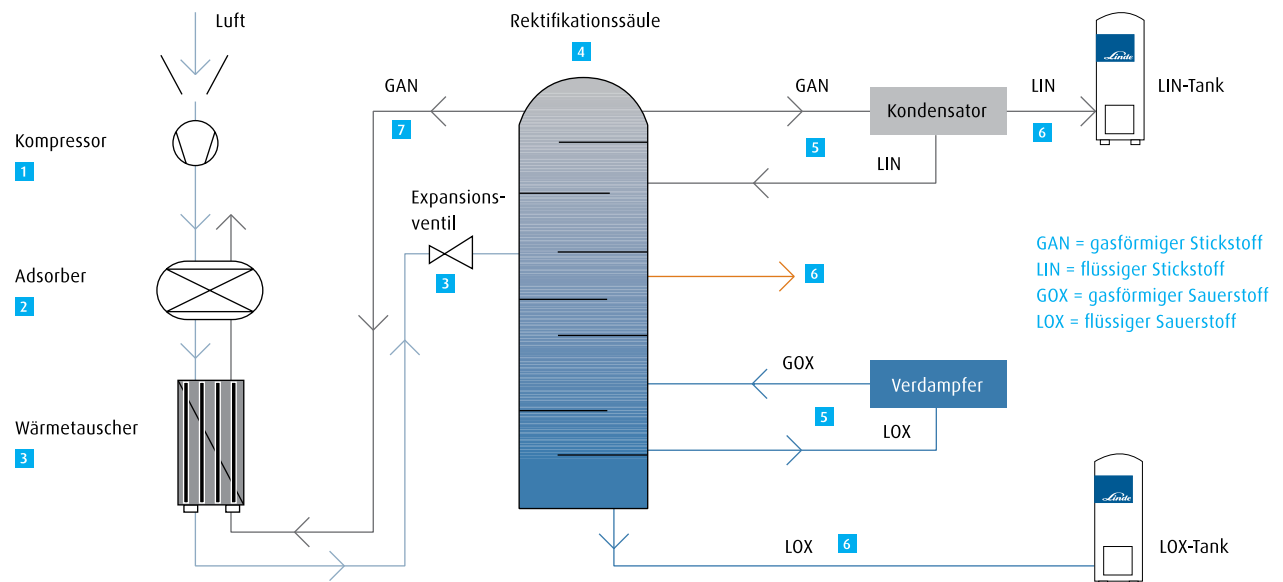 Luft
Kompressor
1
Adsorber
2
Wärmetauscher
3
GAN
7
Expansions-
ventil
3
Rektifikationssäule
4
GAN
5
Kondensator
LIN
6
LIN
Linde
LIN-Tank
6
GAN = gasförmiger Stickstoff
LIN = flüssiger Stickstoff
GOX = gasförmiger Sauerstoff
LOX = flüssiger Sauerstoff
GOX
Verdampfer
5
LOX
LOX
6
Linde
LOX-Tank